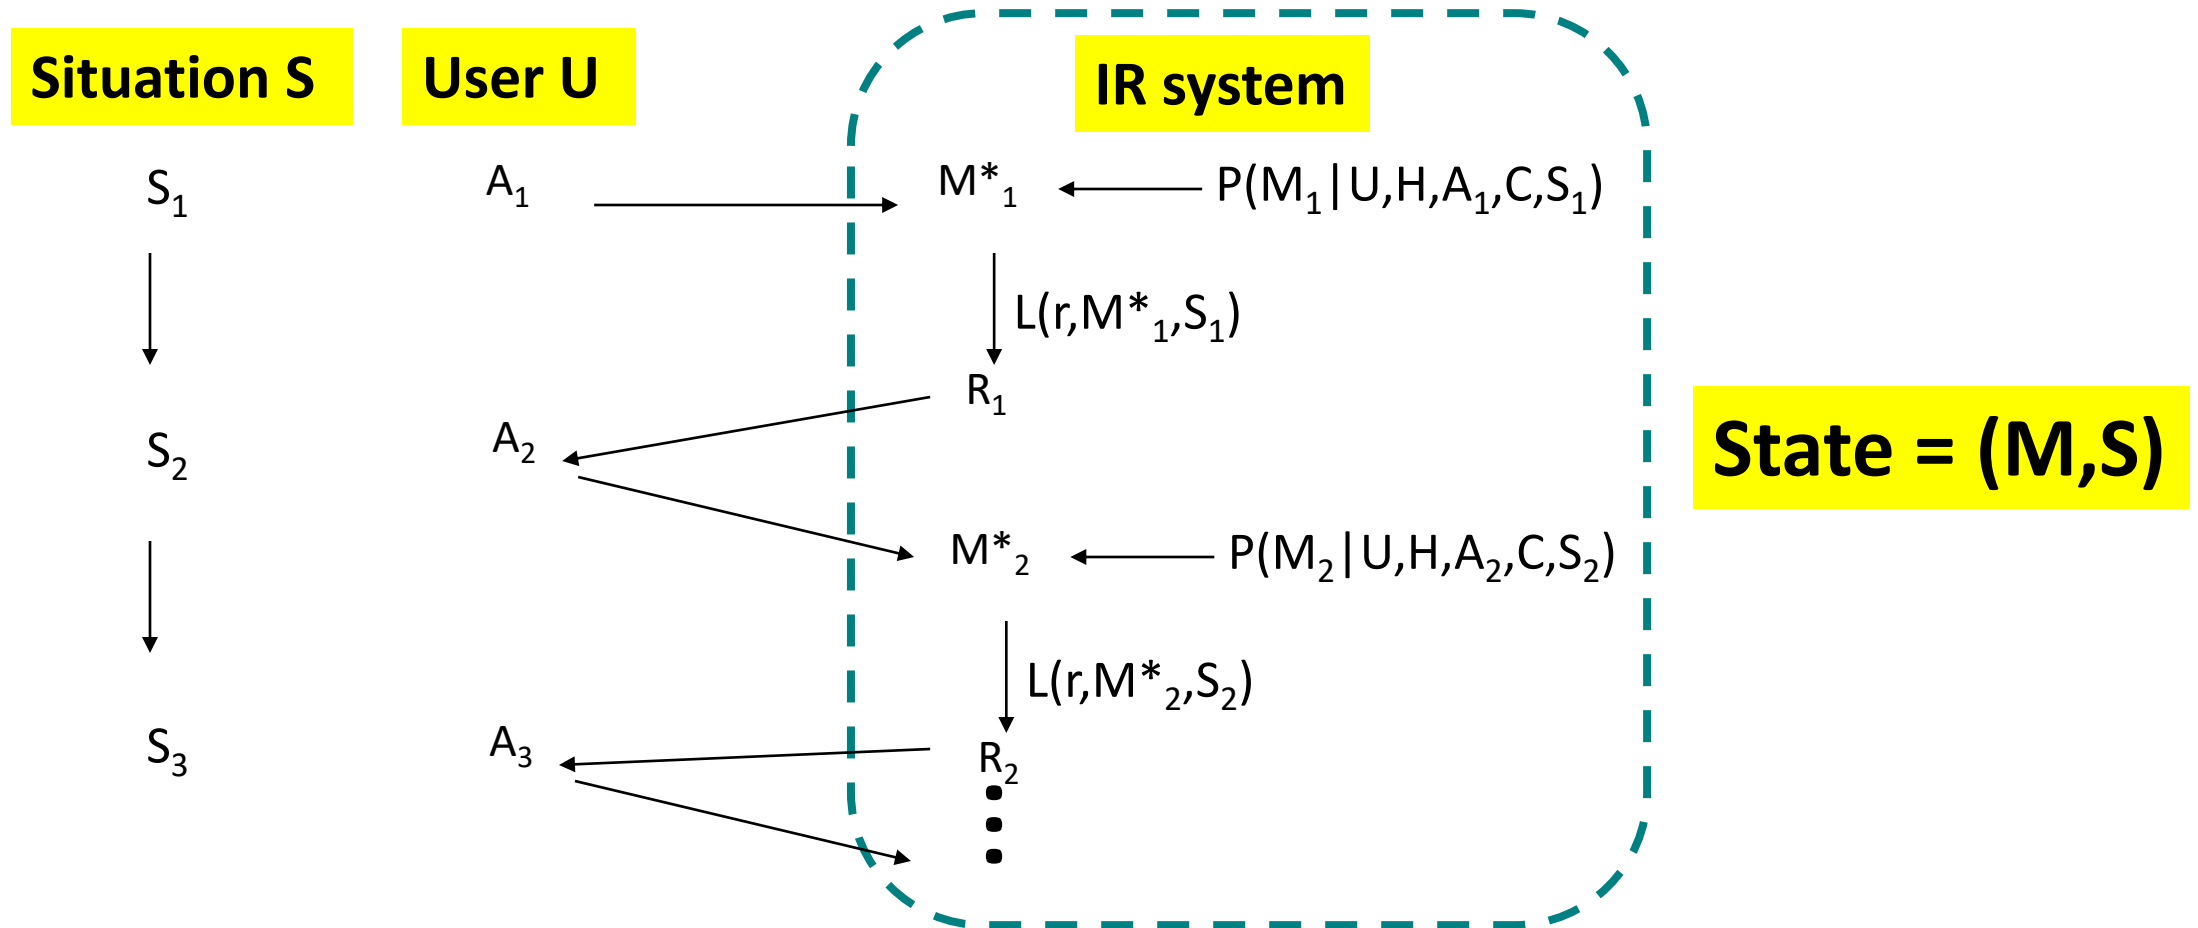 Situation S
User U
IR system
S₁
A₁
M*₁
P(M₁|U,H,A₁,C,S₁)
L(r,M*₁,S₁)
R₁
S₂
A₂
State = (M,S)
M*₂
P(M₂|U,H,A₂,C,S₂)
L(r,M*₂,S₂)
S₃
A₃
R₂